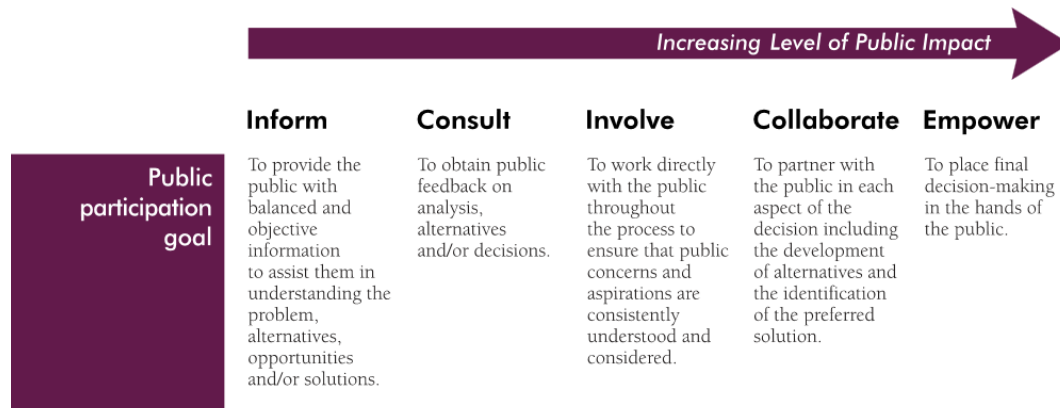 Increasing Level of Public Impact
Inform
To provide the
public with
balanced and
objective
information
to assist them in
understanding the
problem,
alternatives,
opportunities
and/or solutions.
Consult
To obtain public
feedback on
analysis,
alternatives
and/or decisions.
Involve
To work directly
with the public
throughout
the process to
ensure that public
concerns and
aspirations are
consistently
understood and
considered.
Collaborate
To partner with
the public in each
aspect of the
decision including
the development
of alternatives and
the identification
of the preferred
solution.
Empower
To place final
decision-making
in the hands of
the public.
Public
participation
goal